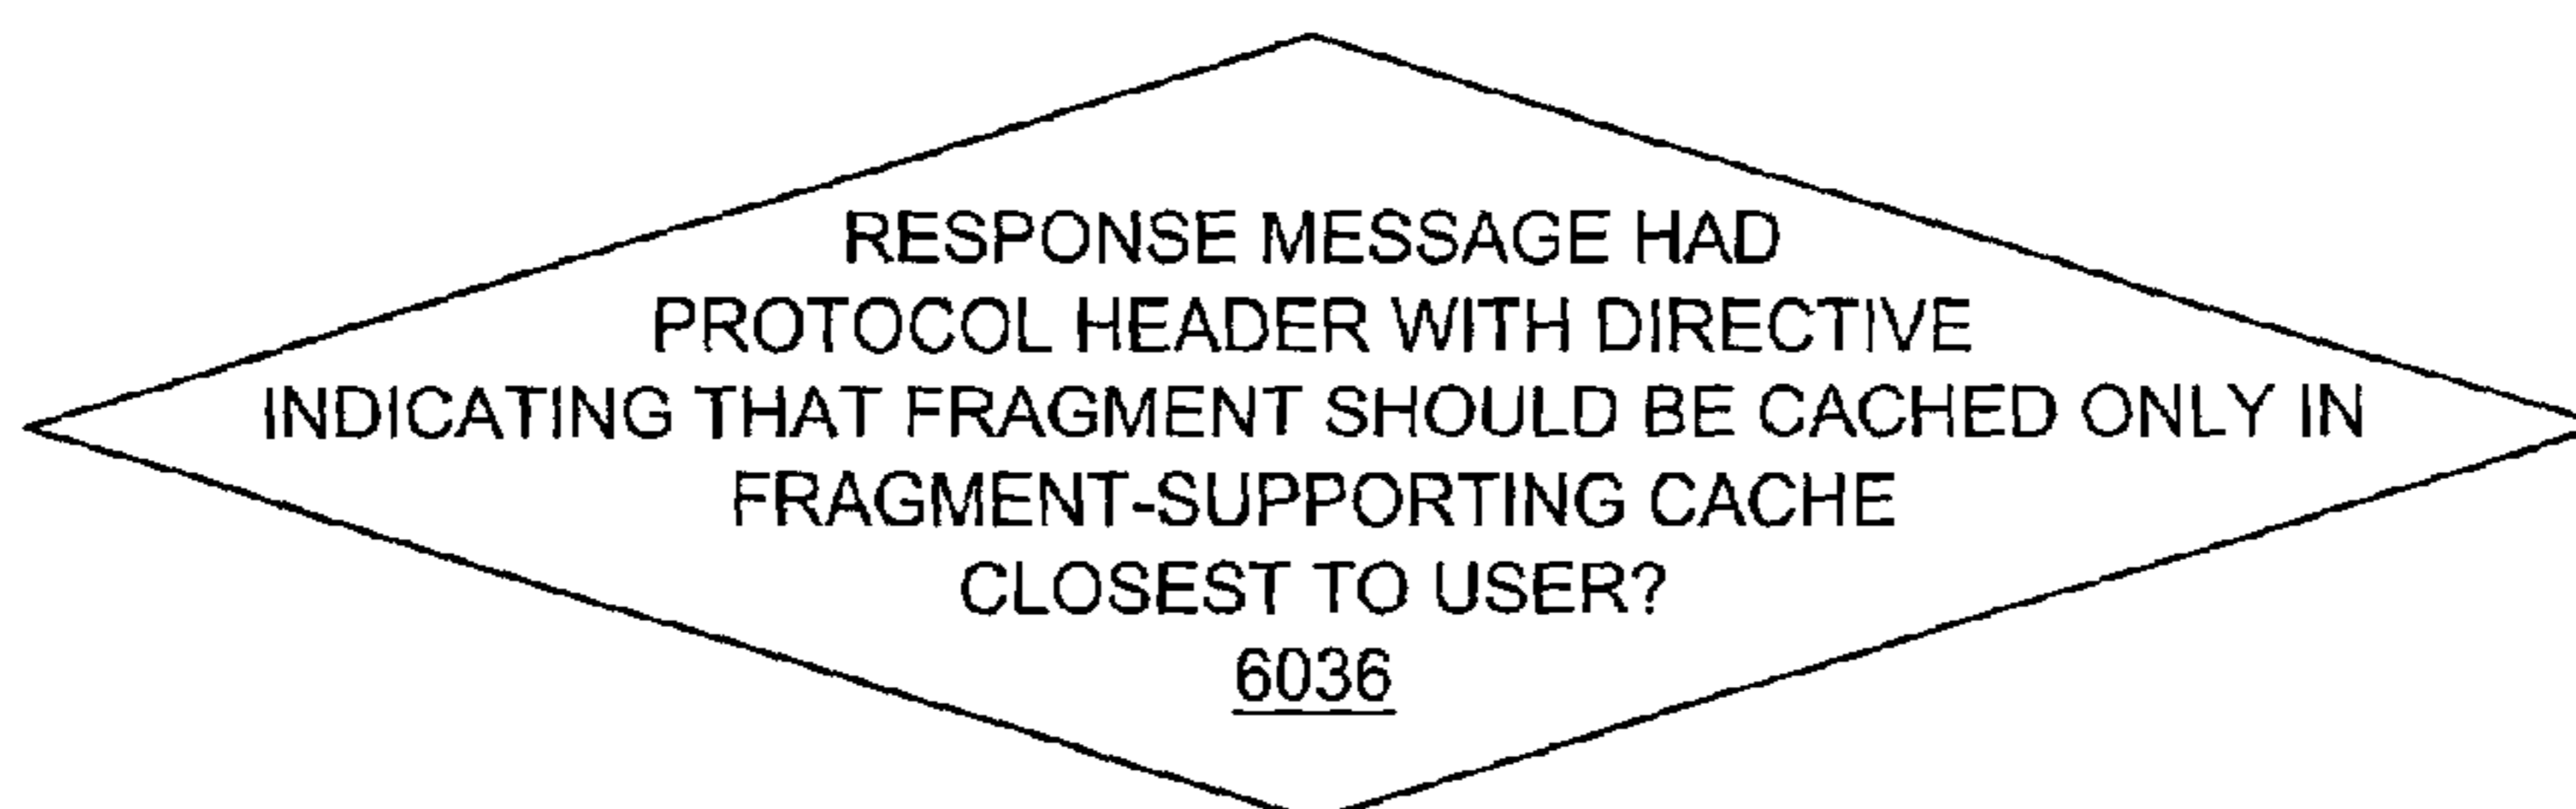 RESPONSE MESSAGE HAD
PROTOCOL HEADER WITH DIRECTIVE
INDICATING THAT FRAGMENT SHOULD BE CACHED ONLY IN
FRAGMENT-SUPPORTING CACHE
CLOSEST TO USER?
6036